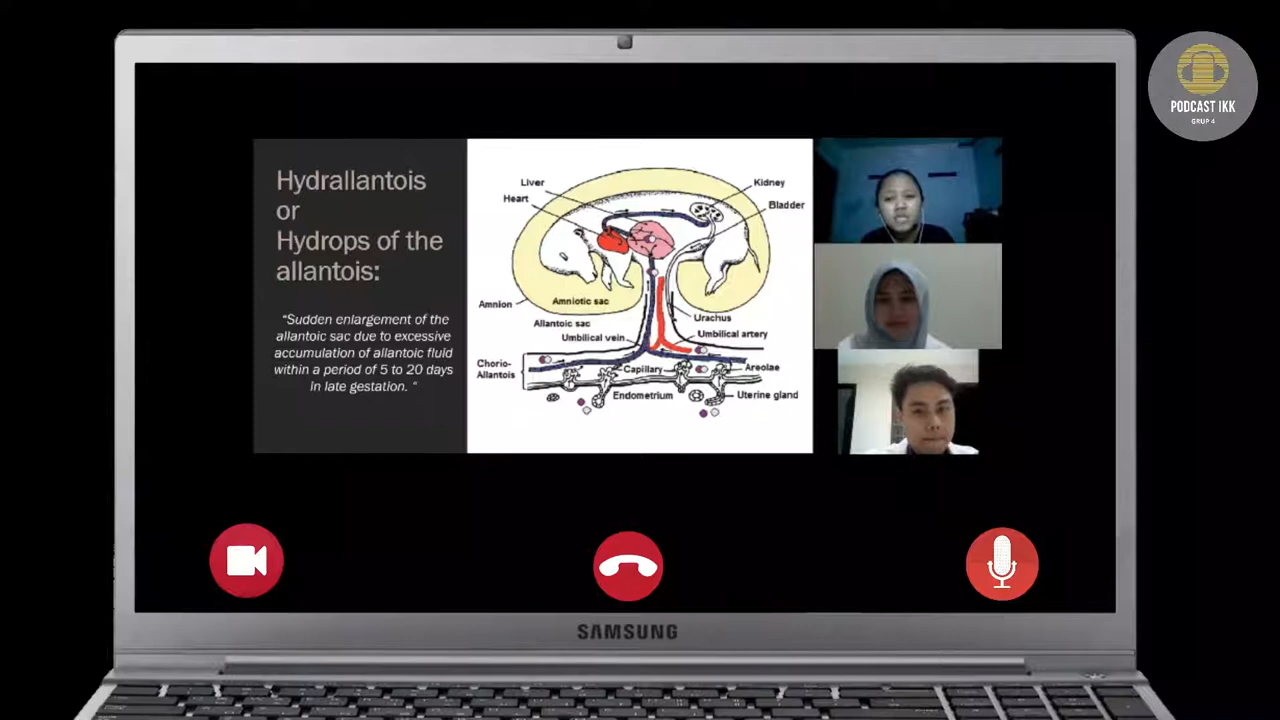 PODCAST IKK
GRUP 4
Hydrallantois
or
Hydrops of the
allantois:
“Sudden enlargement of the
allantoic sac due to excessive
accumulation of allantoic fluid
within a period of 5 to 20 days
in late gestation. “
Liver
Heart
Kidney
Bladder
Amnion
Amniotic sac
Allantoic sac
Umbilical vein
Urachus
Umbilical artery
Chorio-
Allantois
Capillary
Areolae
Endometrium
Uterine gland
SAMSUNG